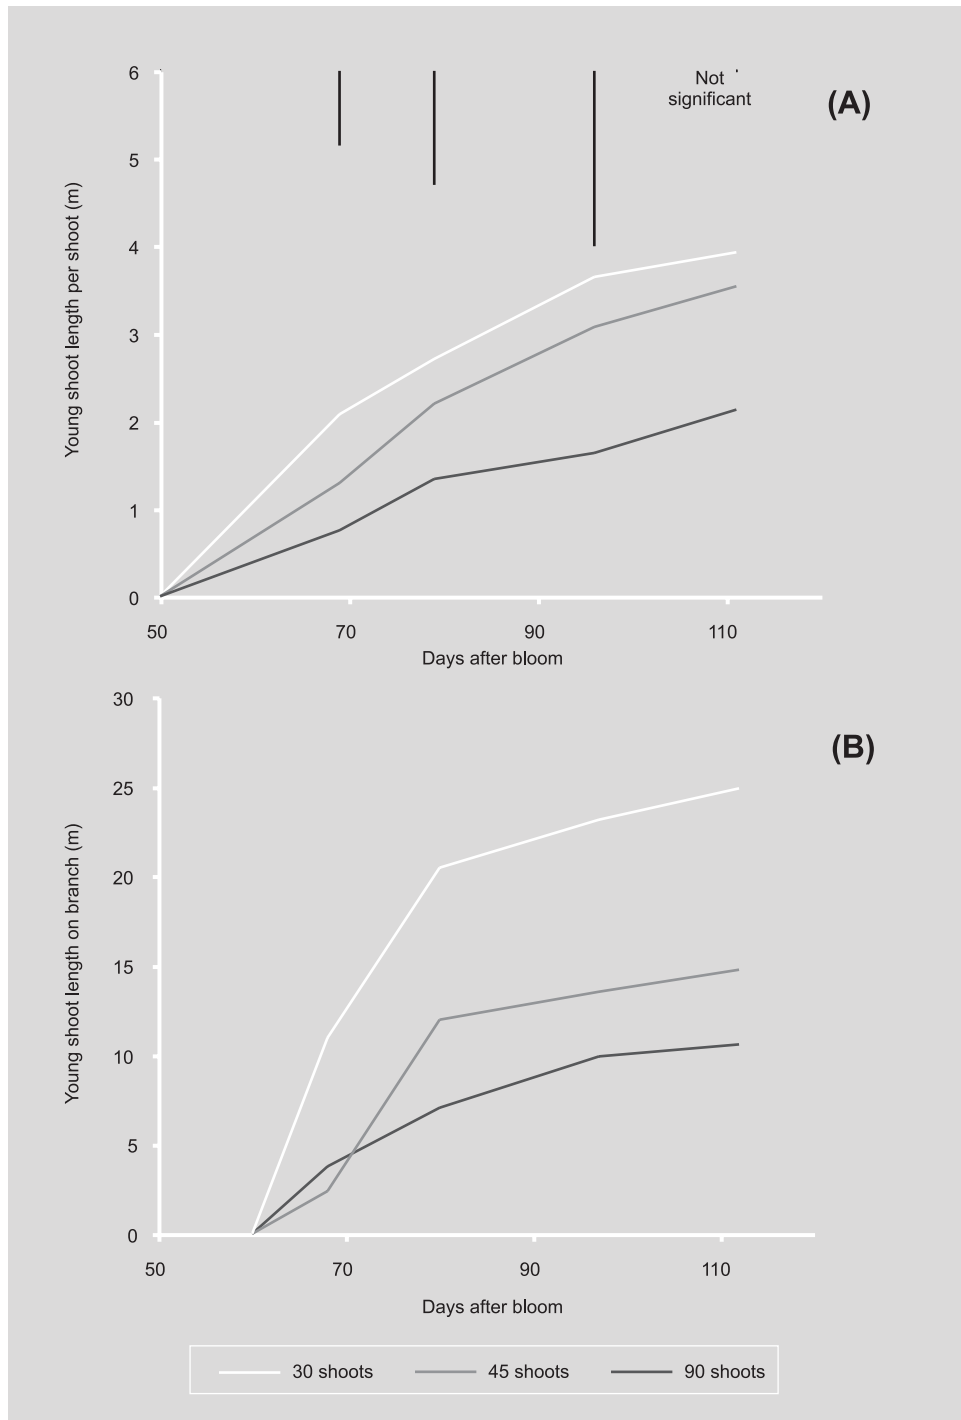 6
Not
significant
(A)
5
4
3
2
1
0
Young shoot length per shoot (m)
50
70
90
110
Days after bloom
30
(B)
25
20
15
10
5
0
Young shoot length on branch (m)
50
70
90
110
Days after bloom
30 shoots
45 shoots
90 shoots